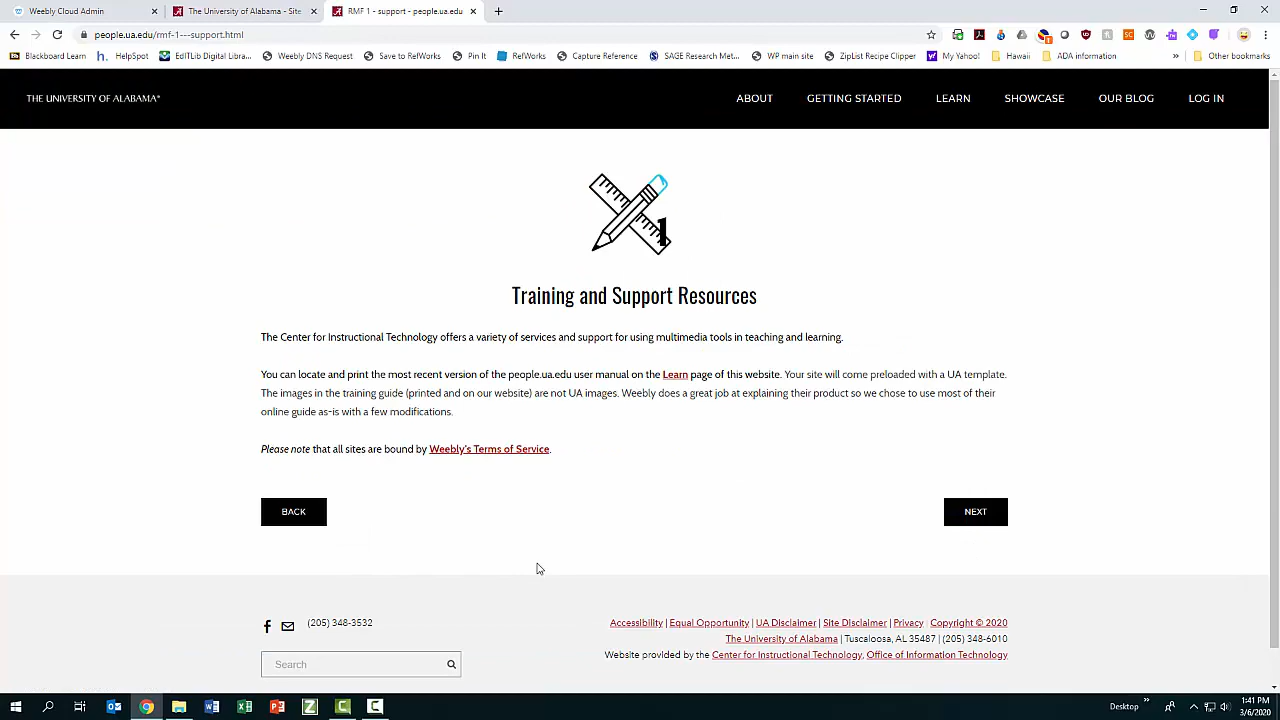 Weebly Cloud Admin
The University of Alabama - Site
RMF 1 - support - people.ua.edu
people.ua.edu/rmf-1---support.html
Blackboard Learn
HelpSpot
EdITLib Digital Librar...
Weebly DNS Request
Save to RefWorks
Pin It
RefWorks
Capture Reference
SAGE Research Met...
WP main site
ZipList Recipe Clipper
My Yahoo!
Hawaii
ADA information
»
Other bookmarks
THE UNIVERSITY OF ALABAMA®
ABOUT
GETTING STARTED
LEARN
SHOWCASE
OUR BLOG
LOG IN
1
Training and Support Resources
The Center for Instructional Technology offers a variety of services and support for using multimedia tools in teaching and learning.
You can locate and print the most recent version of the people.ua.edu user manual on the Learn page of this website. Your site will come preloaded with a UA template.
The images in the training guide (printed and on our website) are not UA images. Weebly does a great job at explaining their product so we chose to use most of their
online guide as-is with a few modifications.
Please note that all sites are bound by Weebly's Terms of Service.
BACK
NEXT
(205) 348-3532
Accessibility | Equal Opportunity | UA Disclaimer | Site Disclaimer | Privacy | Copyright © 2020
The University of Alabama | Tuscaloosa, AL 35487 | (205) 348-6010
Website provided by the Center for Instructional Technology, Office of Information Technology
Search
Desktop
»
1:41 PM
3/6/2020